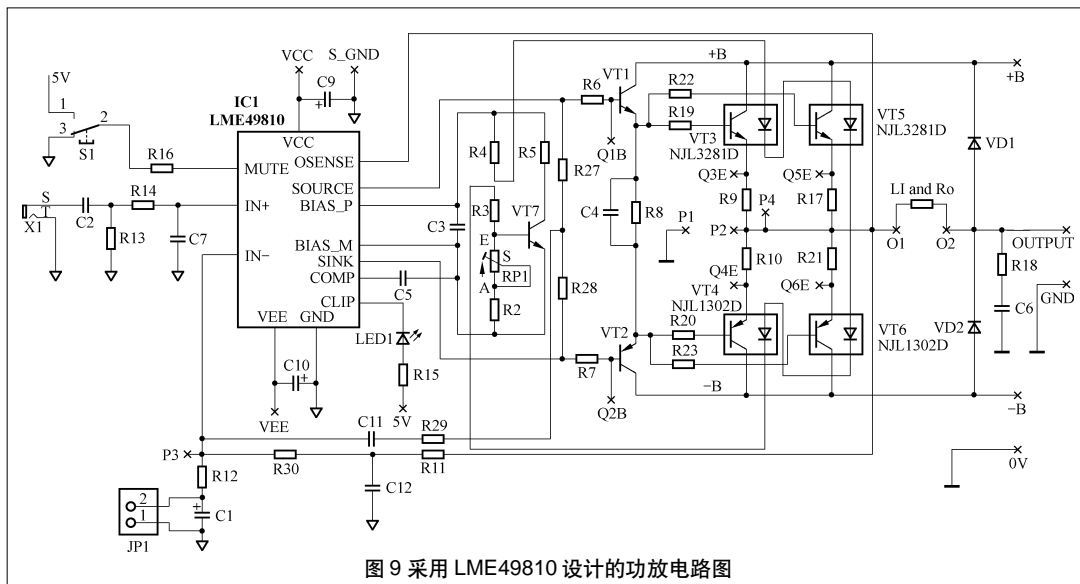 5V
1
2
3
S1
R16
X1
S
T
C2
R13
R14
C7
VCC
S_GND
C9
+
IC1
LME49810
VCC
MUTE
OSENSE
SOURCE
IN+
BIAS_P
BIAS_M
IN−
SINK
COMP
CLIP
VEE
GND
C10
+
VEE
LED1
R15
5V
C5
C3
R4
R5
R3
VT7
E
S
A
RP1
R2
R27
R28
R6
VT1
Q1B
R7
VT2
Q2B
C4
R8
P1
R22
R19
R20
R23
+B
VT3
NJL3281D
VT5
NJL3281D
Q3E
Q5E
R9
P4
R17
P2
R10
R21
Q4E
Q6E
VT4
NJL1302D
VT6
NJL1302D
−B
LI and Ro
O1
O2
VD1
VD2
+B
OUTPUT
R18
C6
GND
−B
0V
C11
R29
P3
R30
R11
R12
C12
+
C1
2
1
JP1
图 9 采用 LME49810 设计的功放电路图